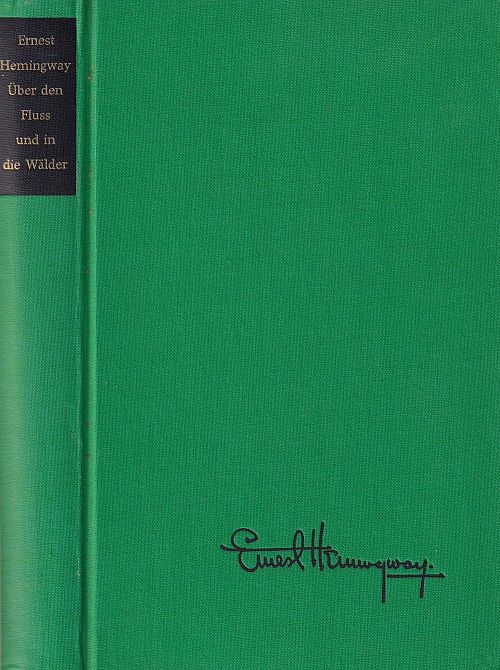 Ernest
Hemingway
Über den
Fluss
und in
die Wälder
Ernest Hemingway.